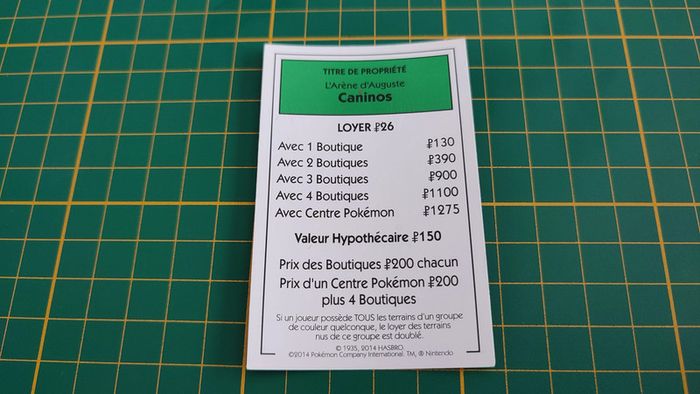 TITRE DE PROPRIÉTÉ
L'Arène d'Auguste
Caninos
LOYER ₽26
Avec 1 Boutique ₽130
Avec 2 Boutiques ₽390
Avec 3 Boutiques ₽900
Avec 4 Boutiques ₽1100
Avec Centre Pokémon ₽1275
Valeur Hypothécaire ₽150
Prix des Boutiques ₽200 chacun
Prix d'un Centre Pokémon ₽200
plus 4 Boutiques
Si un joueur possède TOUS les terrains d'un groupe
de couleur quelconque, le loyer des terrains
nus de ce groupe est doublé.
© 1935, 2014 HASBRO.
©2014 Pokémon Company International. TM, ® Nintendo